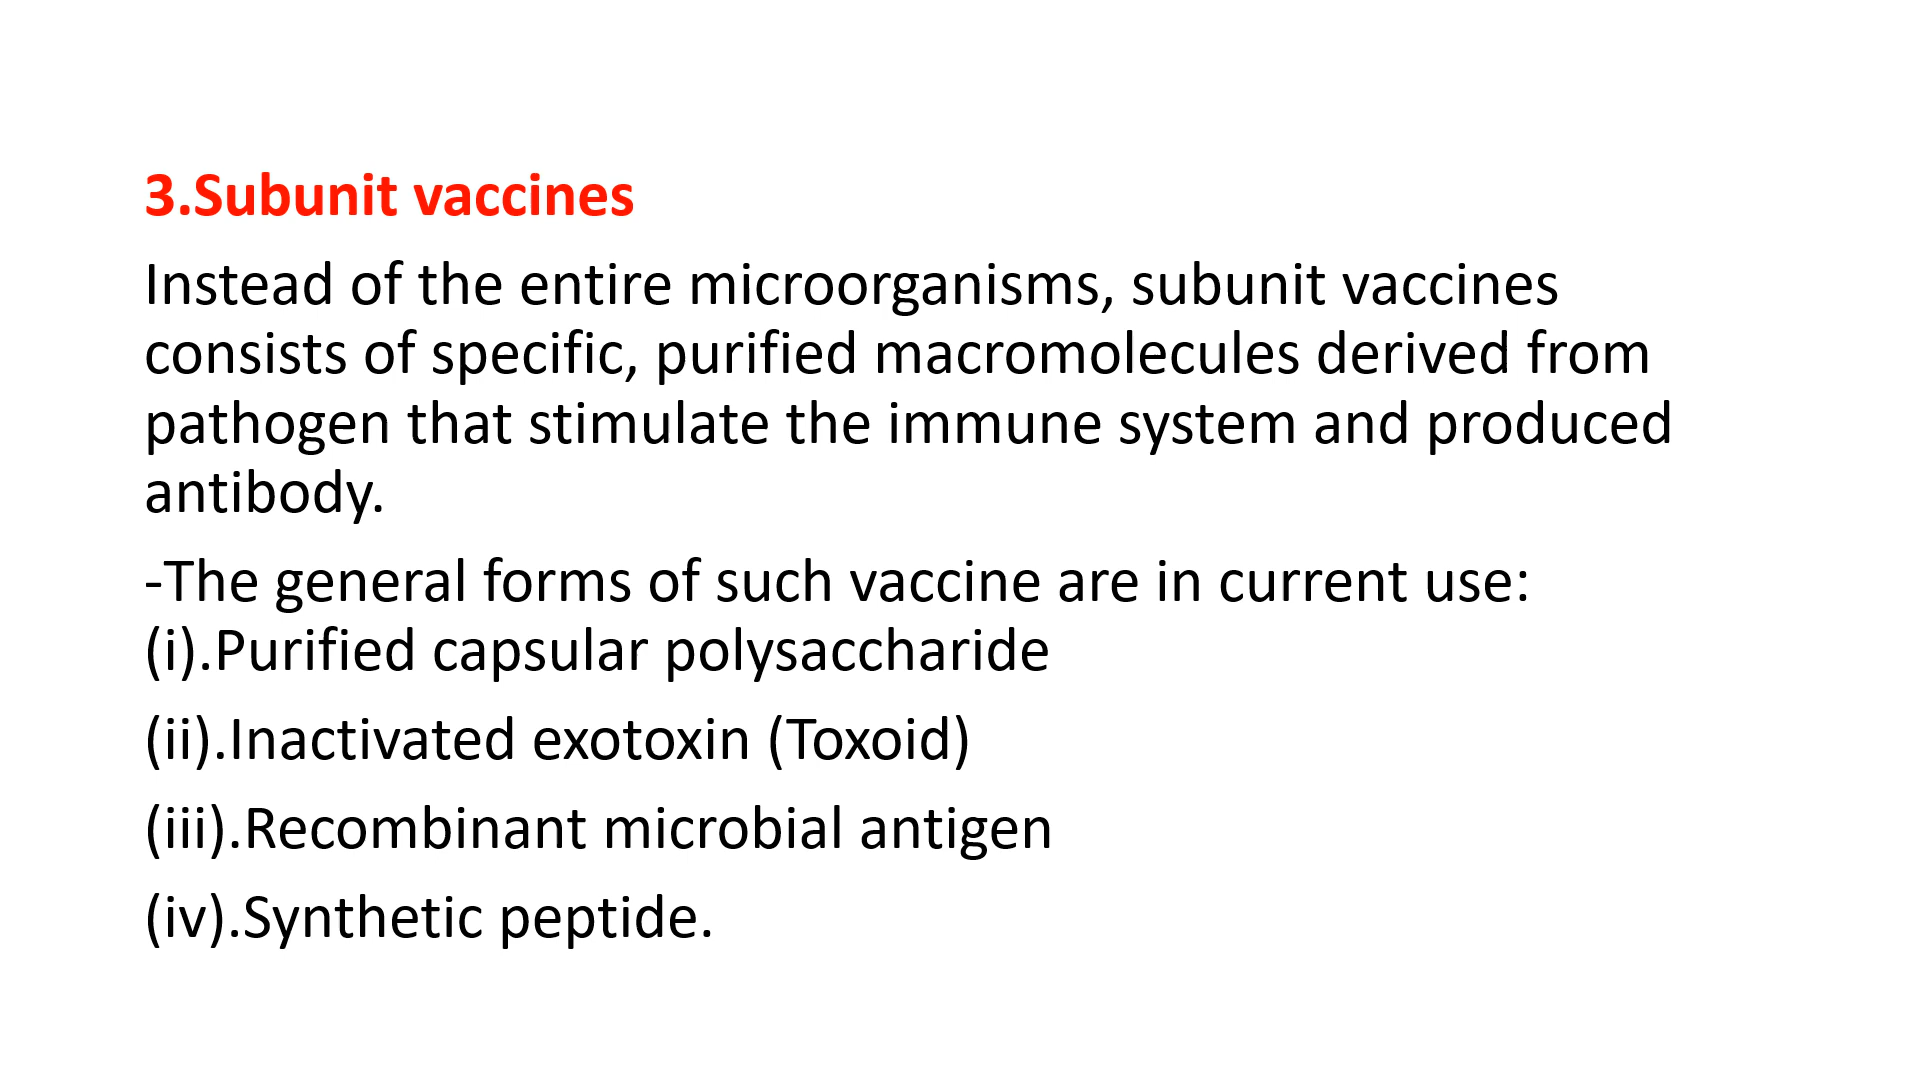 3.Subunit vaccines
Instead of the entire microorganisms, subunit vaccines
consists of specific, purified macromolecules derived from
pathogen that stimulate the immune system and produced
antibody.
-The general forms of such vaccine are in current use:
(i).Purified capsular polysaccharide
(ii).Inactivated exotoxin (Toxoid)
(iii).Recombinant microbial antigen
(iv).Synthetic peptide.